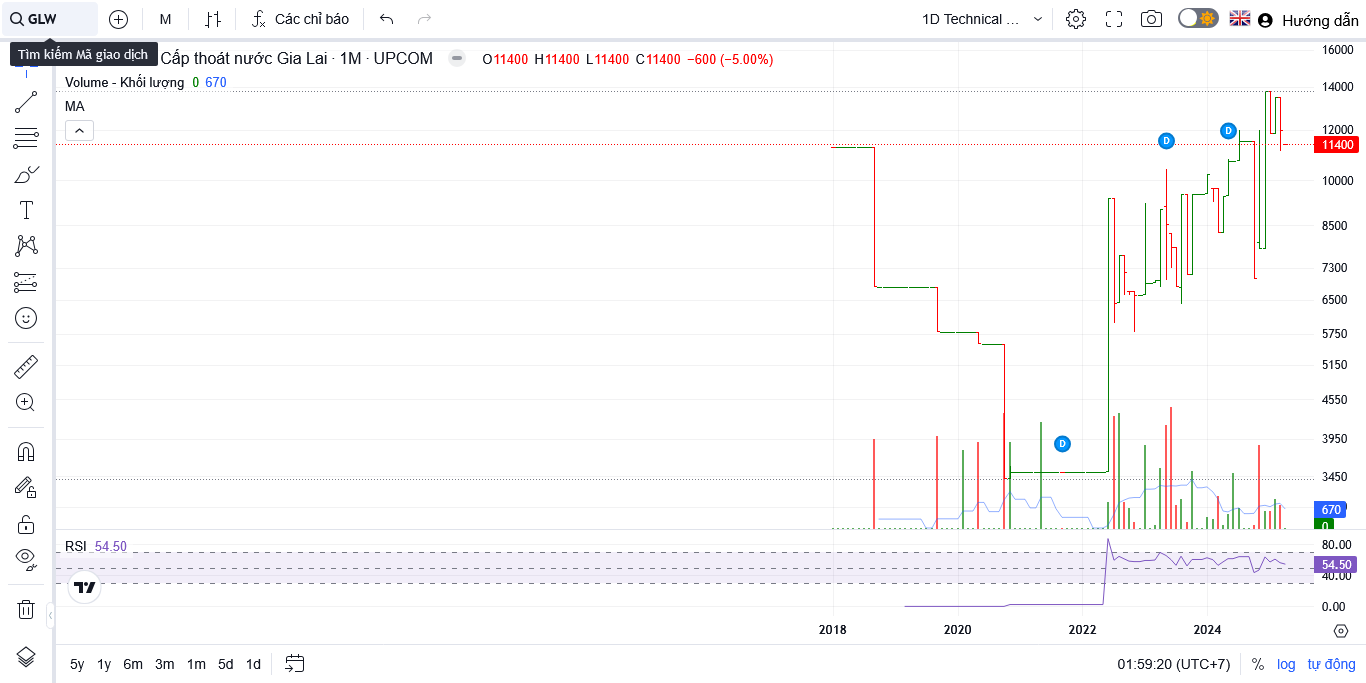 GLW M Các chỉ báo 1D Technical ... Hướng dẫn
Tìm kiếm Mã giao dịch
Cấp thoát nước Gia Lai · 1M · UPCOM O11400 H11400 L11400 C11400 −600 (−5.00%)
Volume - Khối lượng 0 670
MA
16000
14000
12000
11400
10000
8500
7300
6500
5750
5150
4550
3950
3450
670
0
D
D
D
RSI 54.50
80.00
54.50
40.00
0.00
2018 2020 2022 2024
5y 1y 6m 3m 1m 5d 1d 01:59:20 (UTC+7) % log tự động